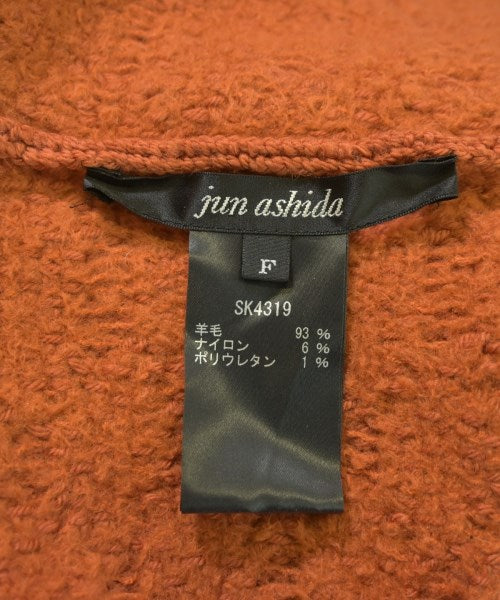 jun ashida
F
SK4319
羊毛 93 %
ナイロン 6 %
ポリウレタン 1 %